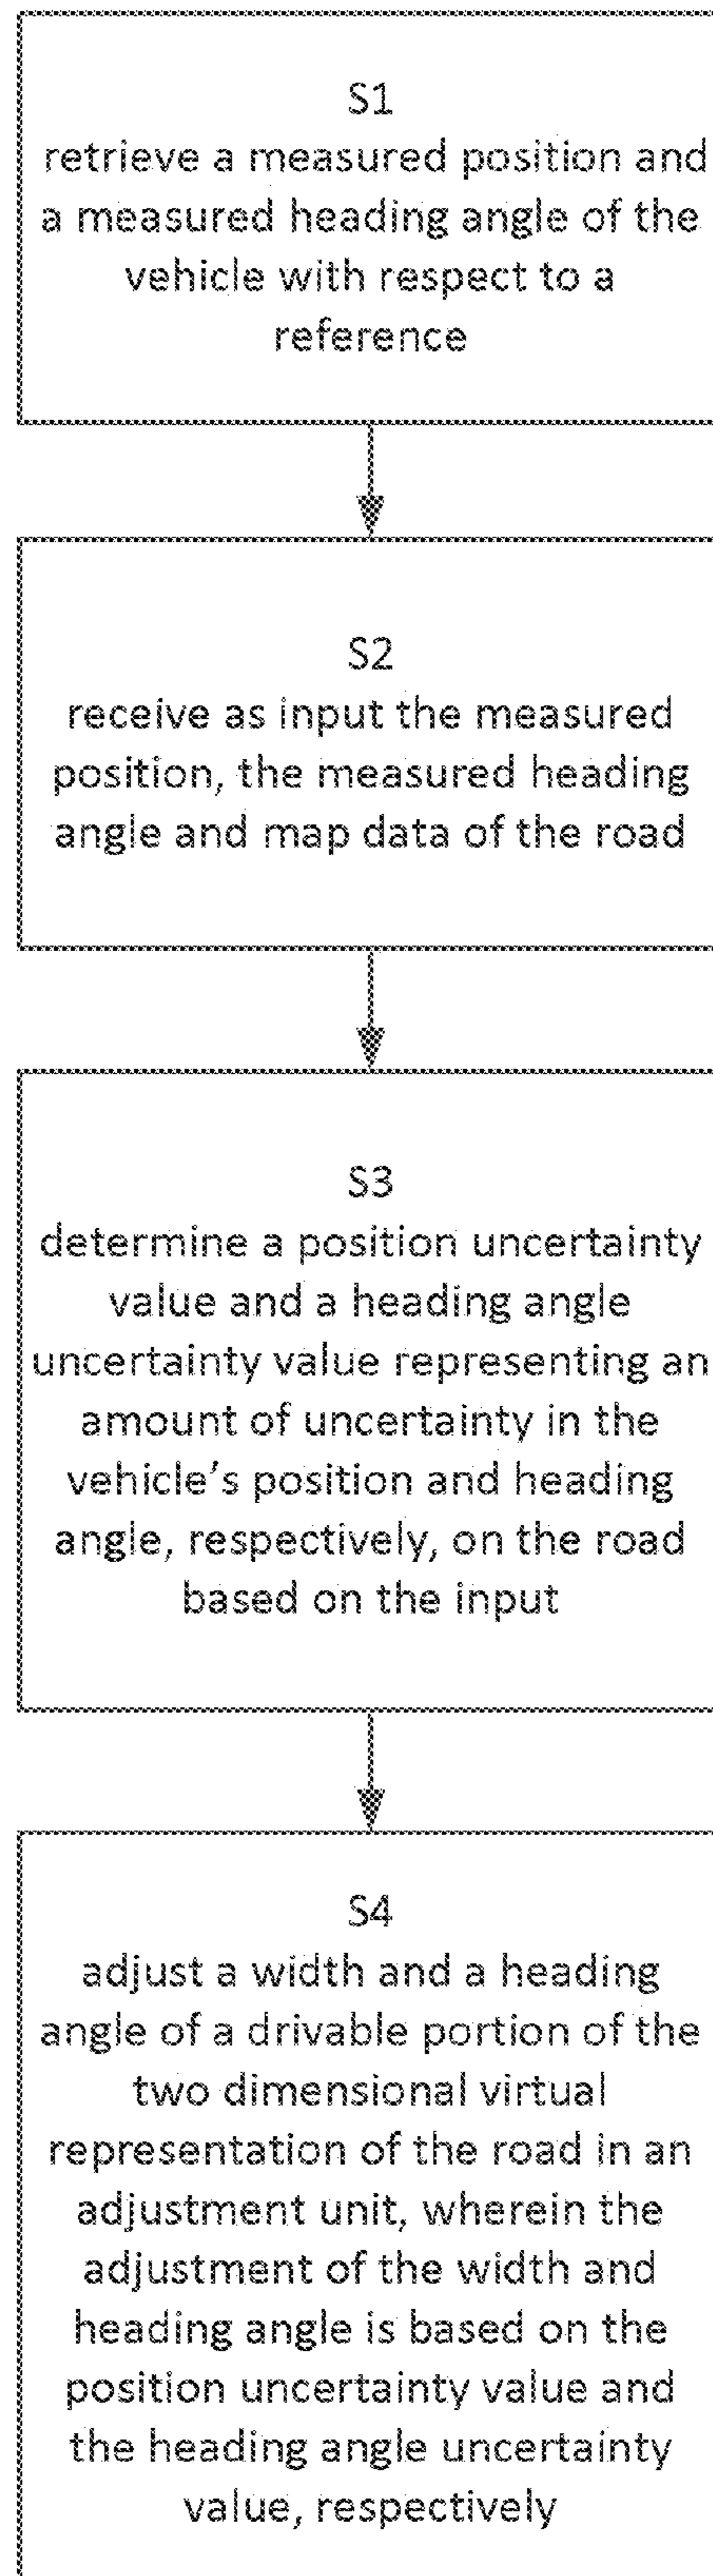 S1
retrieve a measured position and
a measured heading angle of the
vehicle with respect to a
reference
S2
receive as input the measured
position, the measured heading
angle and map data of the road
S3
determine a position uncertainty
value and a heading angle
uncertainty value representing an
amount of uncertainty in the
vehicle's position and heading
angle, respectively, on the road
based on the input
S4
adjust a width and a heading
angle of a drivable portion of the
two dimensional virtual
representation of the road in an
adjustment unit, wherein the
adjustment of the width and
heading angle is based on the
position uncertainty value and
the heading angle uncertainty
value, respectively